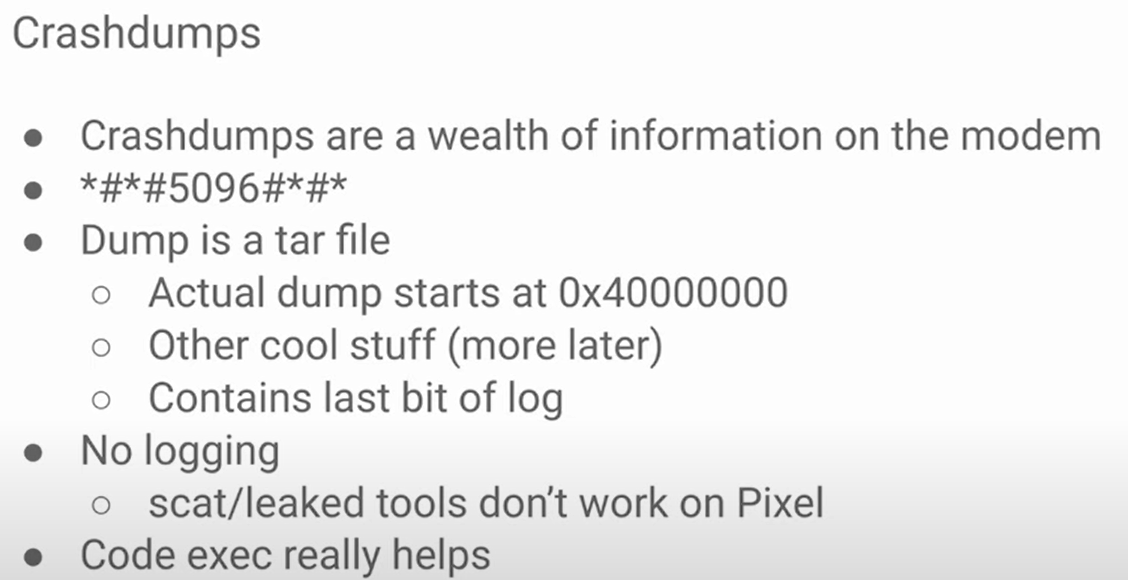 Crashdumps
● Crashdumps are a wealth of information on the modem
● *#*#5096#*#*
● Dump is a tar file
○ Actual dump starts at 0x40000000
○ Other cool stuff (more later)
○ Contains last bit of log
● No logging
○ scat/leaked tools don’t work on Pixel
● Code exec really helps